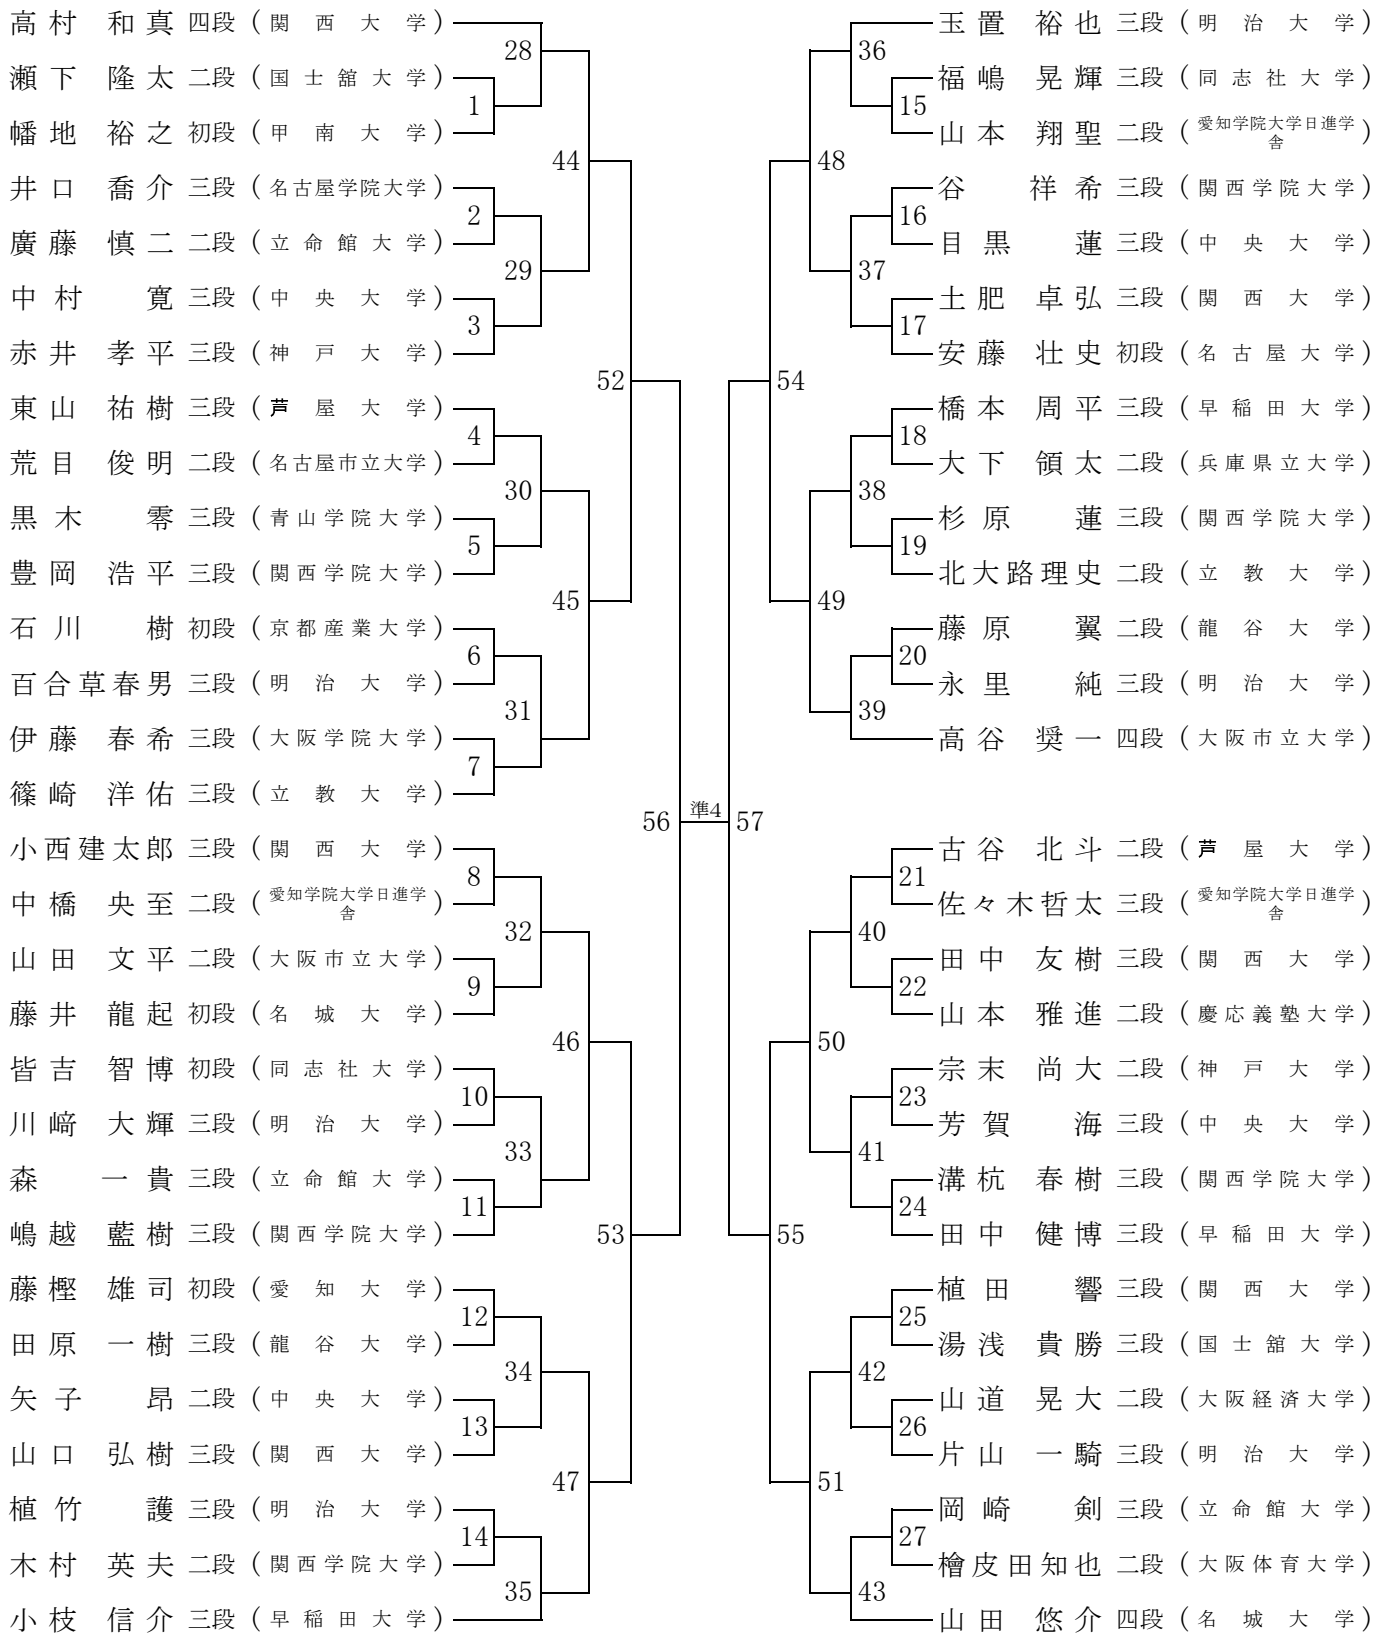 高村 和真 四段 (関西大学)
瀬下 隆太 二段 (国士舘大学)
幡地 裕之 初段 (甲南大学)
井口 喬介 三段 (名古屋学院大学)
廣藤 慎二 二段 (立命館大学)
中村 寛 三段 (中央大学)
赤井 孝平 三段 (神戸大学)
東山 祐樹 三段 (芦屋大学)
荒目 俊明 二段 (名古屋市立大学)
黒木 零 三段 (青山学院大学)
豊岡 浩平 三段 (関西学院大学)
石川 樹 初段 (京都産業大学)
百合草春男 三段 (明治大学)
伊藤 春希 三段 (大阪学院大学)
篠崎 洋佑 三段 (立教大学)
小西建太郎 三段 (関西大学)
中橋 央至 二段 (愛知学院大学日進学舎)
山田 文平 二段 (大阪市立大学)
藤井 龍起 初段 (名城大学)
皆吉 智博 初段 (同志社大学)
川﨑 大輝 三段 (明治大学)
森 一貴 三段 (立命館大学)
嶋越 藍樹 三段 (関西学院大学)
藤樫 雄司 初段 (愛知大学)
田原 一樹 三段 (龍谷大学)
矢子 昂 二段 (中央大学)
山口 弘樹 三段 (関西大学)
植竹 護 三段 (明治大学)
木村 英夫 二段 (関西学院大学)
小枝 信介 三段 (早稲田大学)
1
2
3
4
5
6
7
8
9
10
11
12
13
14
28
29
30
31
32
33
34
35
44
45
46
47
52
53
56
準4
57
54
55
48
49
50
51
36
37
38
39
40
41
42
43
15
16
17
18
19
20
21
22
23
24
25
26
27
玉置 裕也 三段 (明治大学)
福嶋 晃輝 三段 (同志社大学)
山本 翔聖 二段 (愛知学院大学日進学舎)
谷 祥希 三段 (関西学院大学)
目黒 蓮 三段 (中央大学)
土肥 卓弘 三段 (関西大学)
安藤 壮史 初段 (名古屋大学)
橋本 周平 三段 (早稲田大学)
大下 領太 二段 (兵庫県立大学)
杉原 蓮 三段 (関西学院大学)
北大路理史 二段 (立教大学)
藤原 翼 二段 (龍谷大学)
永里 純 三段 (明治大学)
高谷 奨一 四段 (大阪市立大学)
古谷 北斗 二段 (芦屋大学)
佐々木哲太 三段 (愛知学院大学日進学舎)
田中 友樹 三段 (関西大学)
山本 雅進 二段 (慶応義塾大学)
宗末 尚大 二段 (神戸大学)
芳賀 海 三段 (中央大学)
溝杭 春樹 三段 (関西学院大学)
田中 健博 三段 (早稲田大学)
植田 響 三段 (関西大学)
湯浅 貴勝 三段 (国士舘大学)
山道 晃大 二段 (大阪経済大学)
片山 一騎 三段 (明治大学)
岡崎 剣 三段 (立命館大学)
檜皮田知也 二段 (大阪体育大学)
山田 悠介 四段 (名城大学)